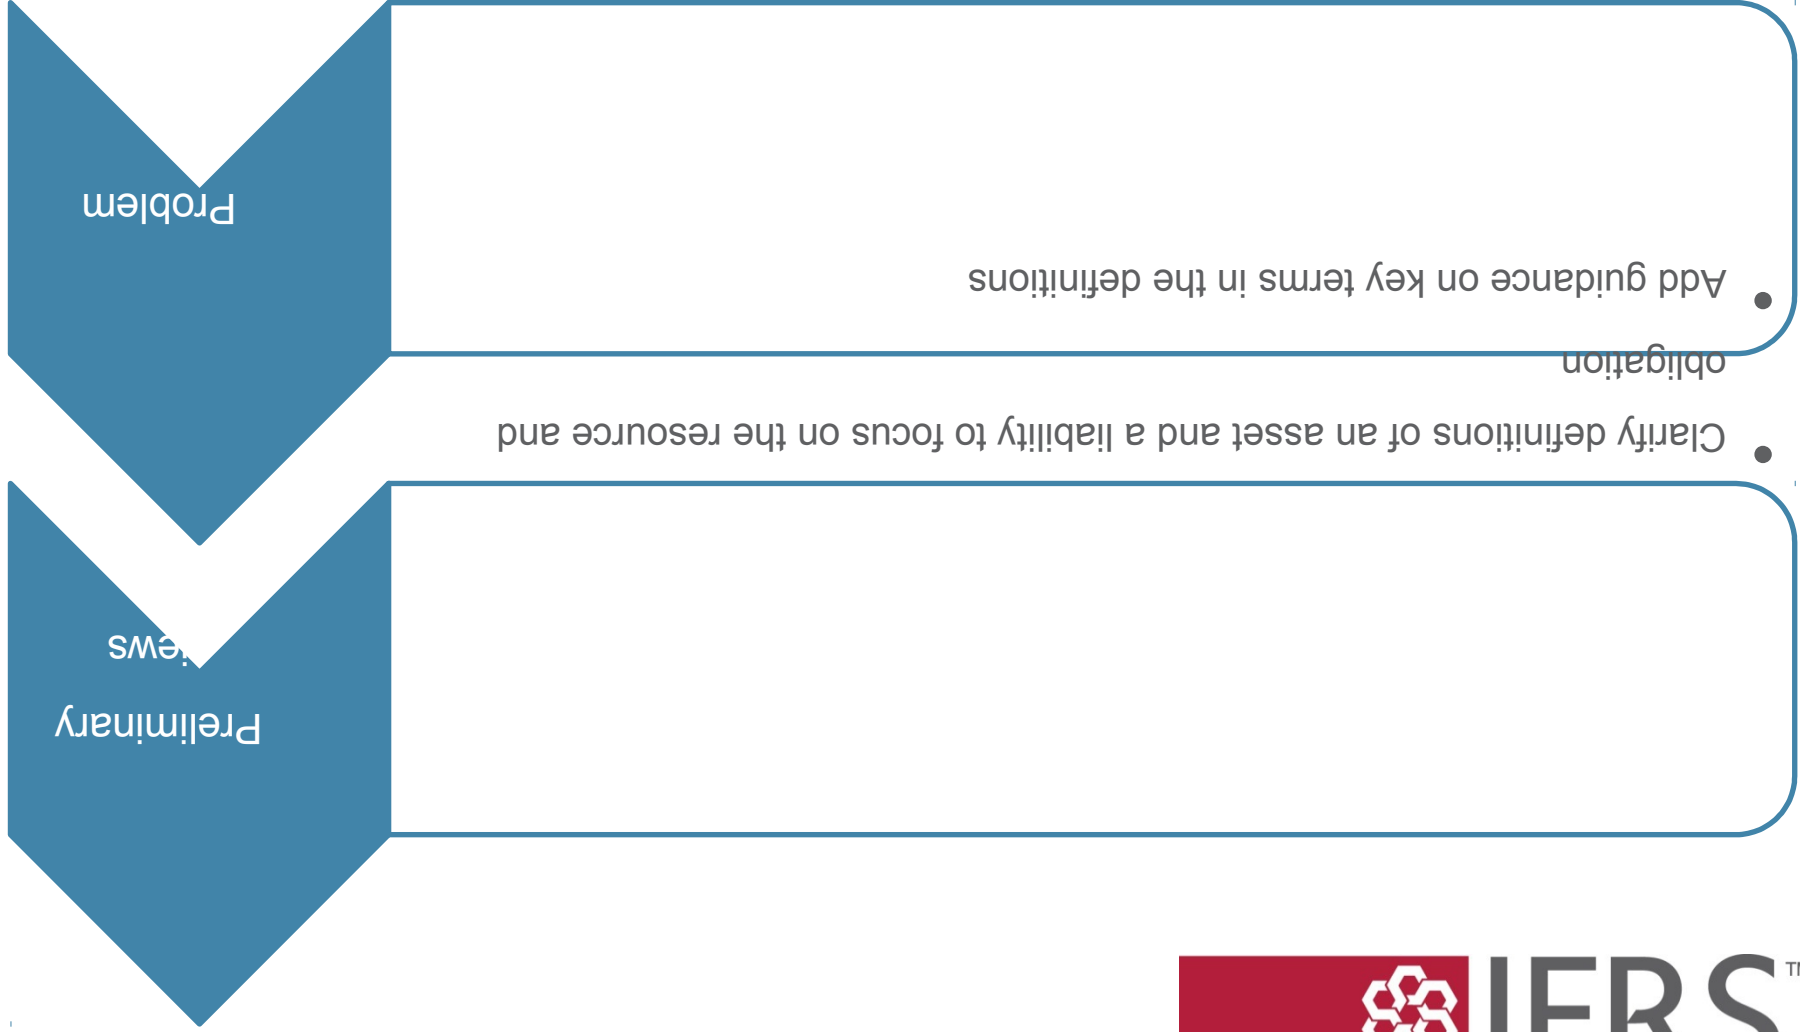 Preliminary
iews
• Clarify definitions of an asset and a liability to focus on the resource and
obligation
• Add guidance on key terms in the definitions
Problem
IFRS